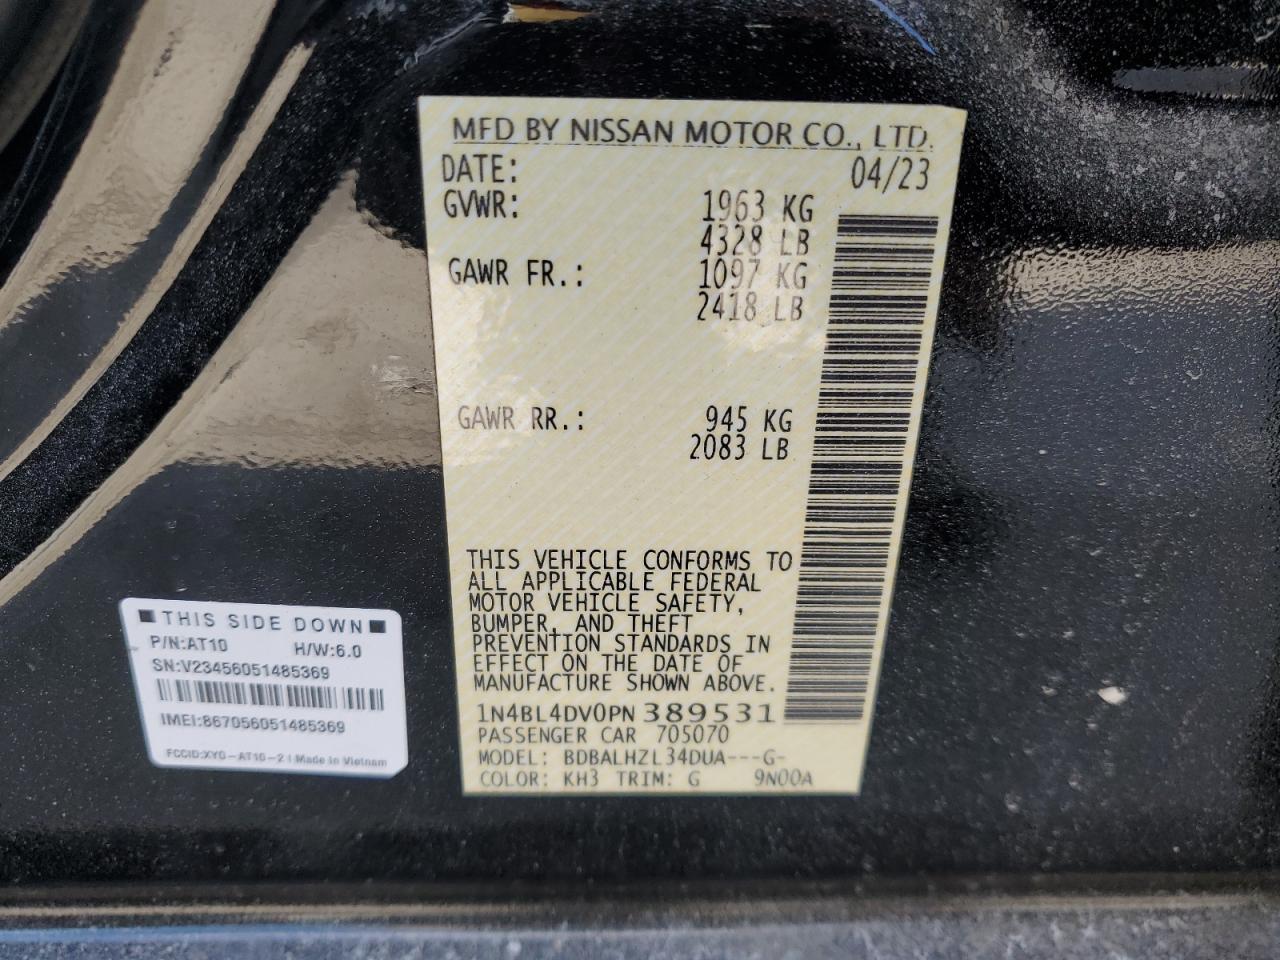 MFD BY NISSAN MOTOR CO., LTD.
DATE: 04/23
GVWR: 1963 KG
4328 LB
GAWR FR.: 1097 KG
2418 LB
GAWR RR.: 945 KG
2083 LB
THIS VEHICLE CONFORMS TO
ALL APPLICABLE FEDERAL
MOTOR VEHICLE SAFETY,
BUMPER, AND THEFT
PREVENTION STANDARDS IN
EFFECT ON THE DATE OF
MANUFACTURE SHOWN ABOVE.
1N4BL4DV0PN389531
PASSENGER CAR 705070
MODEL: BDBALHZL34DUA---G-
COLOR: KH3 TRIM: G 9N00A
THIS SIDE DOWN
P/N:AT10 H/W:6.0
SN:V23456051485369
IMEI:867056051485369
FCCID:XYO-AT10-2 | Made in Vietnam